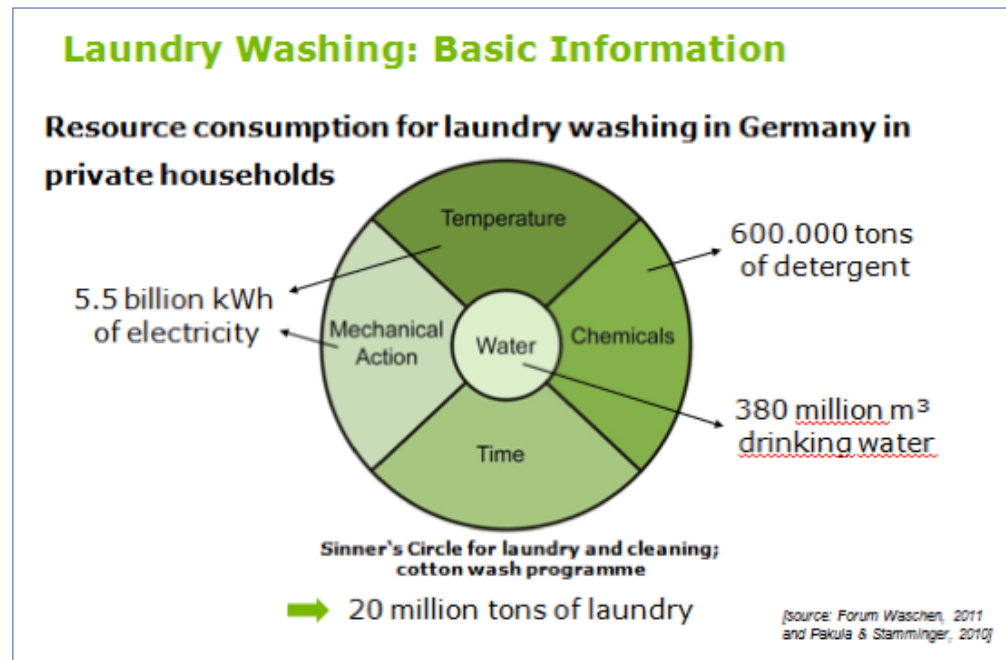 Laundry Washing: Basic Information
Resource consumption for laundry washing in Germany in
private households
Temperature
600.000 tons
of detergent
5.5 billion kWh
of electricity
Mechanical
Action
Water
Chemicals
380 million m³
drinking water
Time
Sinner's Circle for laundry and cleaning;
cotton wash programme
20 million tons of laundry
[source: Forum Waschen, 2011
and Pakula & Stamminger, 2010]